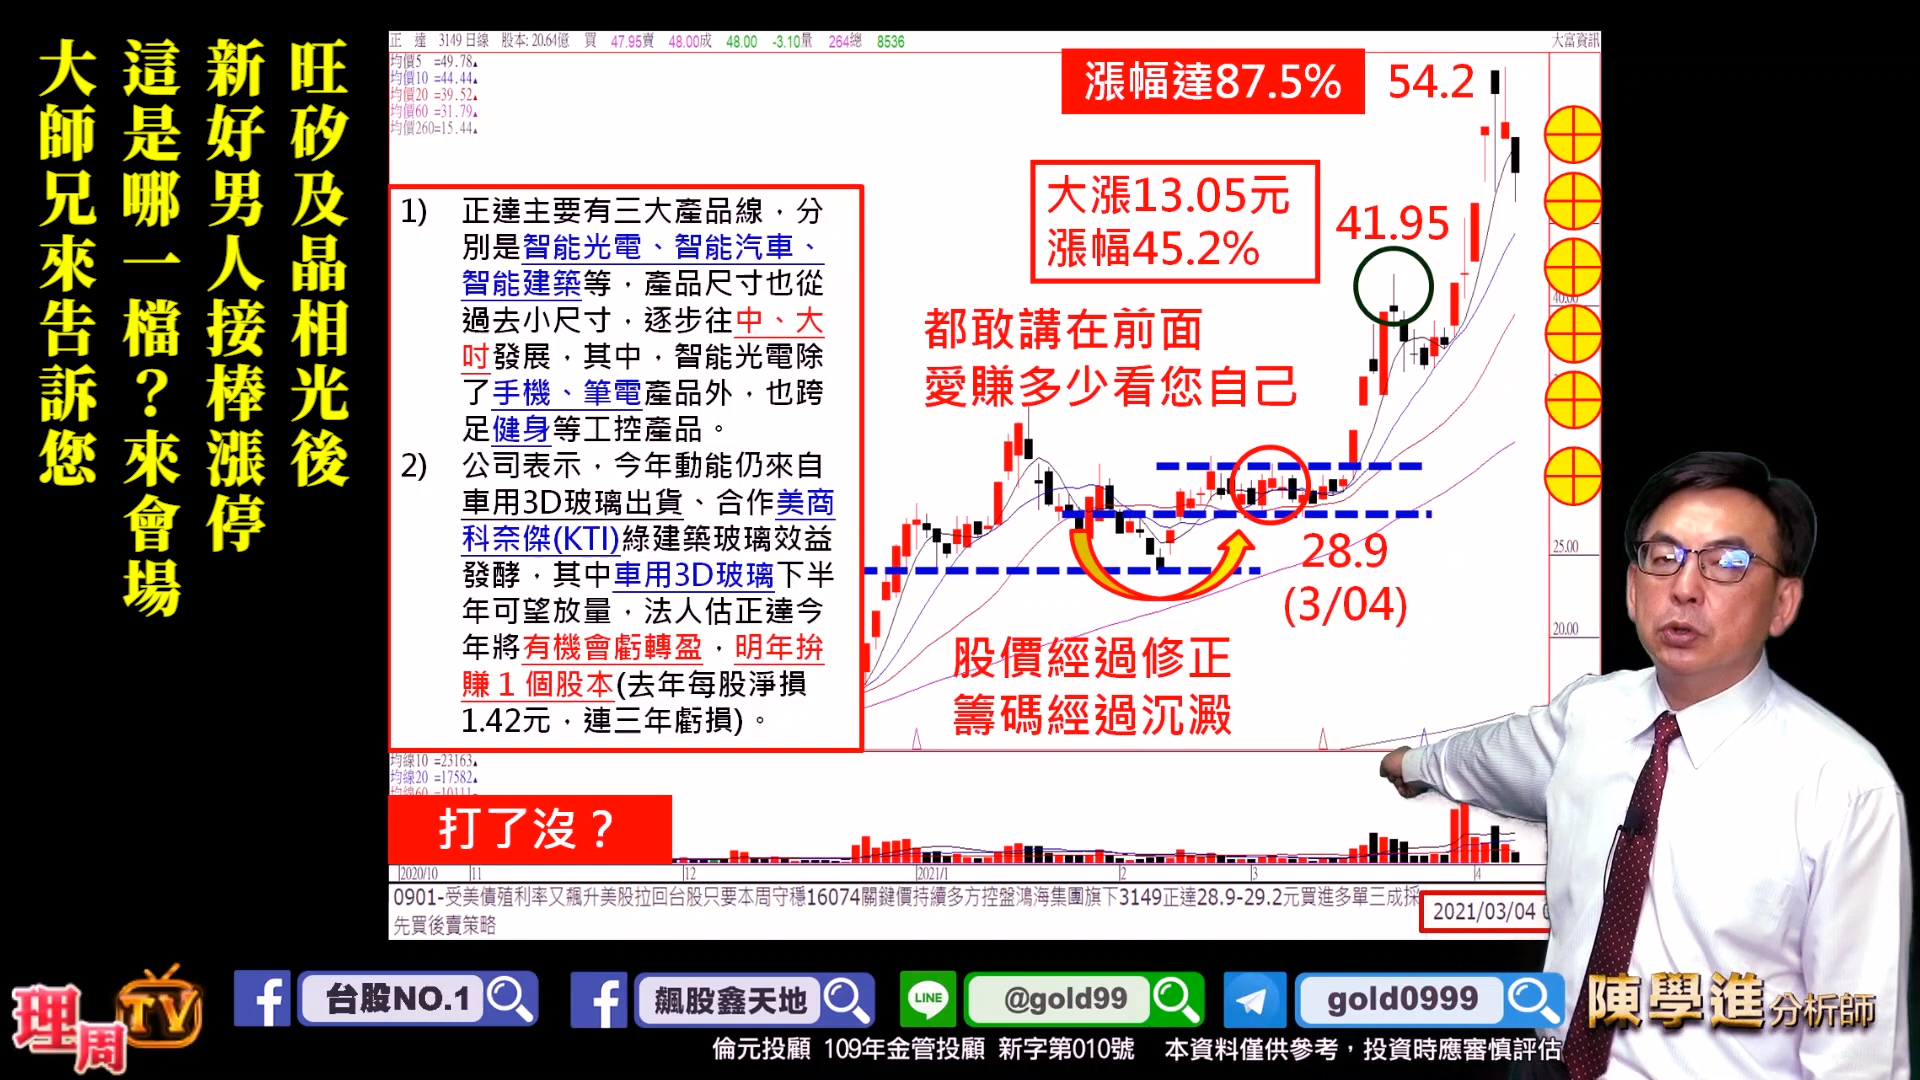 旺矽及晶相光後
新好男人接棒漲停
這是哪一檔？來會場
大師兄來告訴您
正達 3149日線 股本:20.64億 買 47.95賣 48.00成 48.00 -3.10量 264總 8536
大富資訊
均價5 =49.78▲
均價10 =44.44▲
均價20 =39.52▲
均價60 =31.79▲
均價260=15.44▲
漲幅達87.5%
54.2
大漲13.05元
漲幅45.2%
41.95
都敢講在前面
愛賺多少看您自己
1) 正達主要有三大產品線，分
別是智能光電、智能汽車、
智能建築等，產品尺寸也從
過去小尺寸，逐步往中、大
吋發展，其中，智能光電除
了手機、筆電產品外，也跨
足健身等工控產品。
2) 公司表示，今年動能仍來自
車用3D玻璃出貨、合作美商
科奈傑(KTI)綠建築玻璃效益
發酵，其中車用3D玻璃下半
年可望放量，法人估正達今
年將有機會虧轉盈，明年拚
賺１個股本(去年每股淨損
1.42元，連三年虧損)。
40.00
25.00
20.00
28.9
(3/04)
股價經過修正
籌碼經過沉澱
均線10 =23163▲
均線20 =17582▲
均線60 =10111
打了沒？
2020/10 11 12 2021/1 2 3 4
0901-受美債殖利率又飆升美股拉回台股只要本周守穩16074關鍵價持續多方控盤鴻海集團旗下3149正達28.9-29.2元買進多單三成採
先買後賣策略
2021/03/04
理周TV
台股NO.1
飆股鑫天地
LINE
@gold99
gold0999
陳學進分析師
倫元投顧 109年金管投顧 新字第010號 本資料僅供參考，投資時應審慎評估